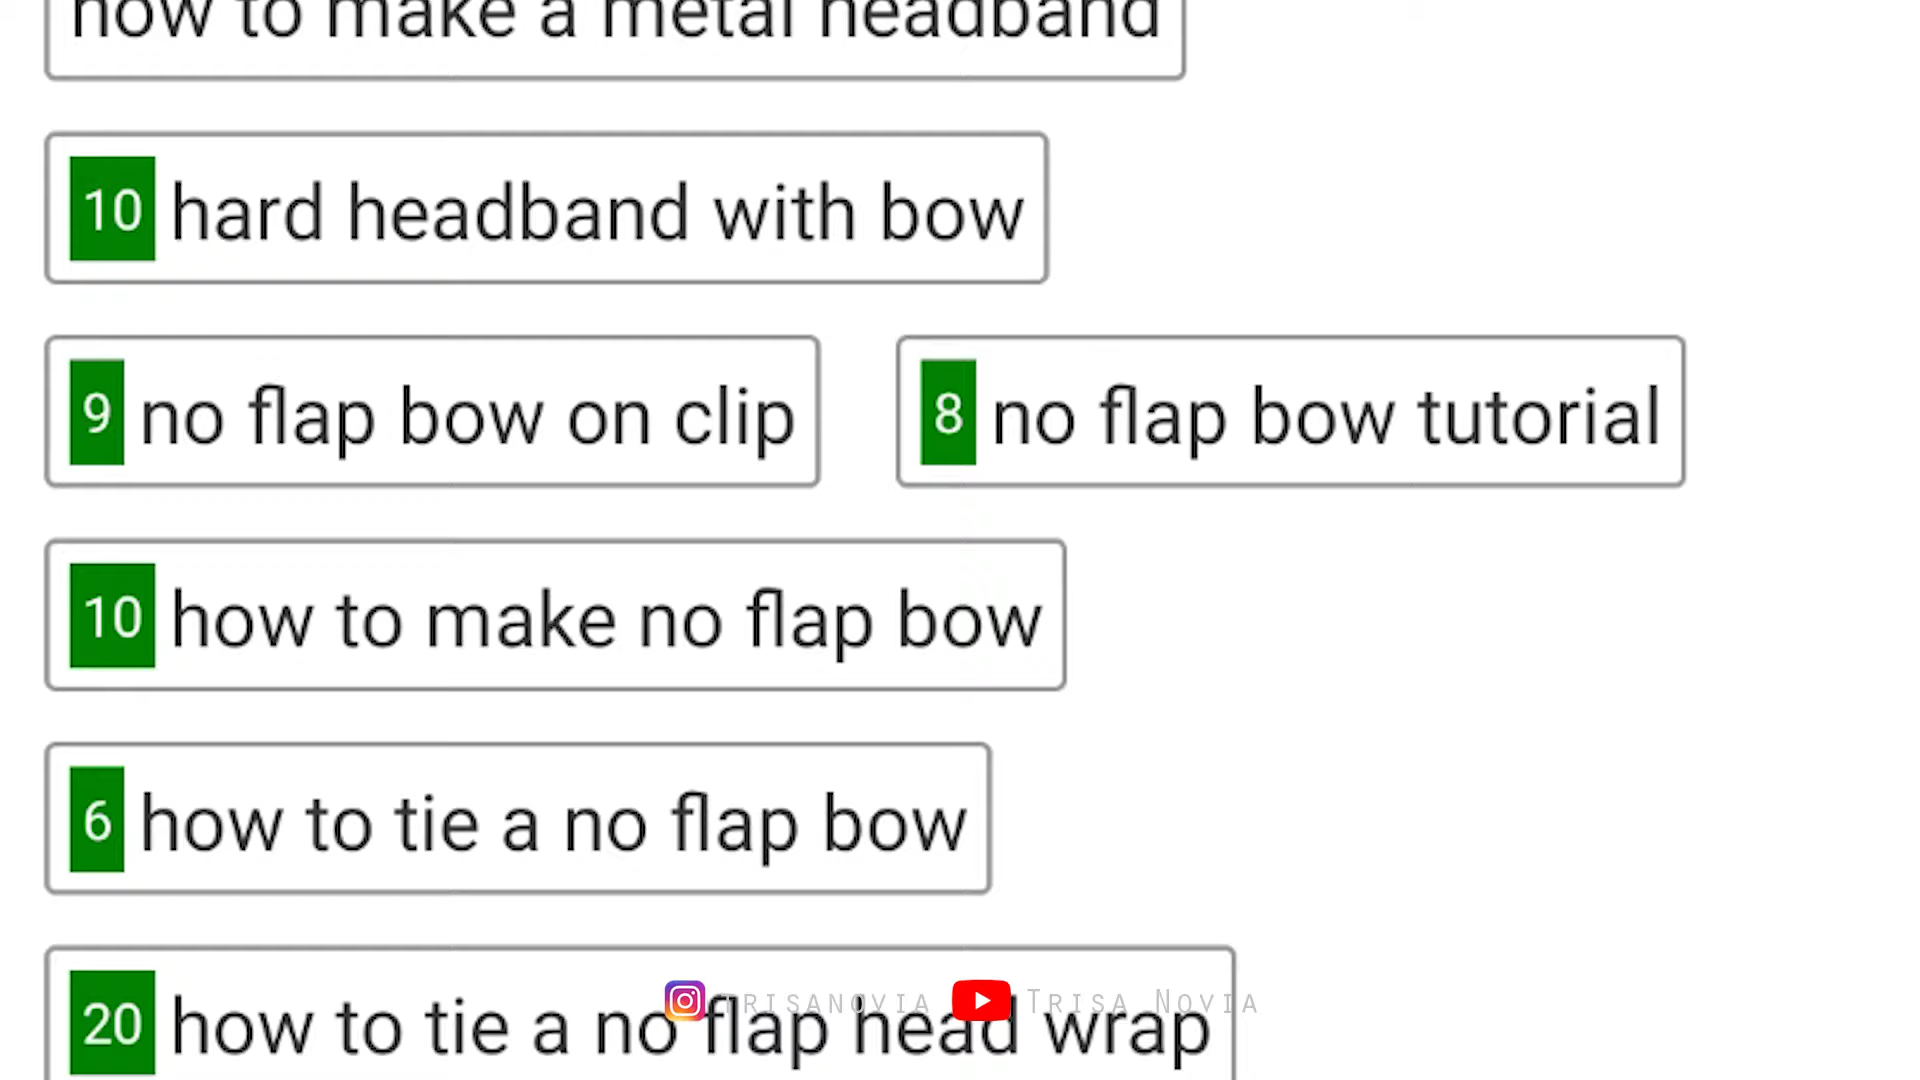 how to make a metal headband
10 hard headband with bow
9 no flap bow on clip
8 no flap bow tutorial
10 how to make no flap bow
6 how to tie a no flap bow
20 how to tie a no flap head wrap
TRISANOVIA TRISA NOVIA